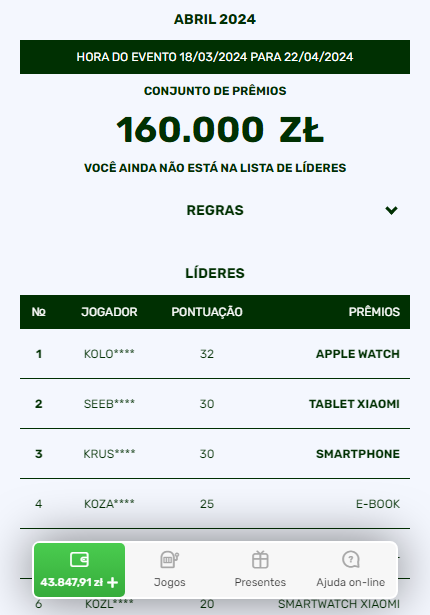 ABRIL 2024
HORA DO EVENTO 18/03/2024 PARA 22/04/2024
CONJUNTO DE PRÊMIOS
160.000 ZŁ
VOCÊ AINDA NÃO ESTÁ NA LISTA DE LÍDERES
REGRAS
LÍDERES
№ JOGADOR PONTUAÇÃO PRÊMIOS
1 KOLO**** 32 APPLE WATCH
2 SEEB**** 30 TABLET XIAOMI
3 KRUS**** 30 SMARTPHONE
4 KOZA**** 25 E-BOOK
43.847,91 zł + Jogos Presentes Ajuda on-line
6 KOZL**** 20 SMARTWATCH XIAOMI